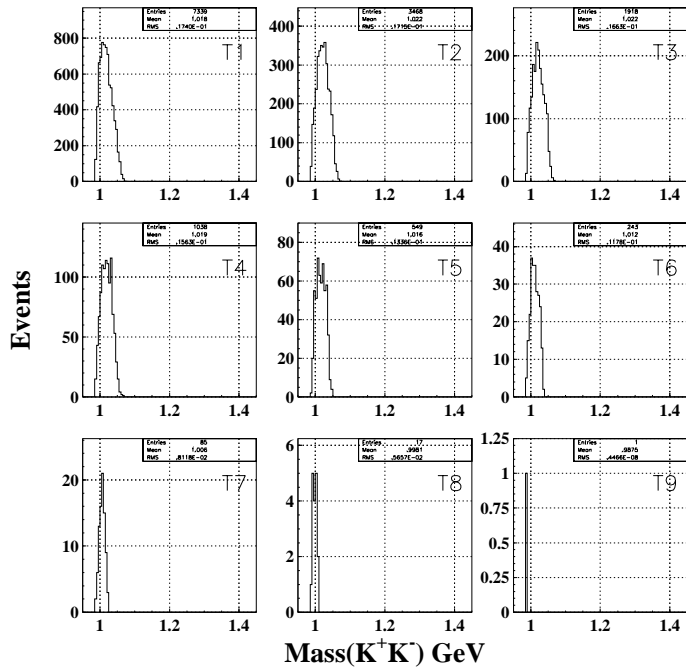 Entries 7339
Mean 1.018
RMS .1740E-01
T1
800
600
400
200
0
1 1.2 1.4
Entries 3468
Mean 1.022
RMS .1715E-01
T2
400
300
200
100
0
1 1.2 1.4
Entries 1918
Mean 1.022
RMS .1663E-01
T3
200
100
0
1 1.2 1.4
Entries 1038
Mean 1.019
RMS .1563E-01
T4
100
50
0
1 1.2 1.4
Entries 549
Mean 1.016
RMS .1336E-01
T5
80
60
40
20
0
1 1.2 1.4
Entries 243
Mean 1.012
RMS .1178E-01
T6
40
30
20
10
0
1 1.2 1.4
Events
Entries 85
Mean 1.006
RMS .8118E-02
T7
20
10
0
1 1.2 1.4
Entries 17
Mean .9981
RMS .5657E-02
T8
6
4
2
0
1 1.2 1.4
Entries 1
Mean .9875
RMS .4466E-08
T9
1.25
1
0.75
0.5
0.25
0
1 1.2 1.4
Mass(K⁺K⁻) GeV